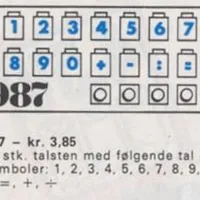 1 2 3 4 5 6 7
8 9 0 + - : =
987
7 – kr. 3,85
stk. talsten med følgende tal
mboler: 1, 2, 3, 4, 5, 6, 7, 8, 9,
=, +, ÷